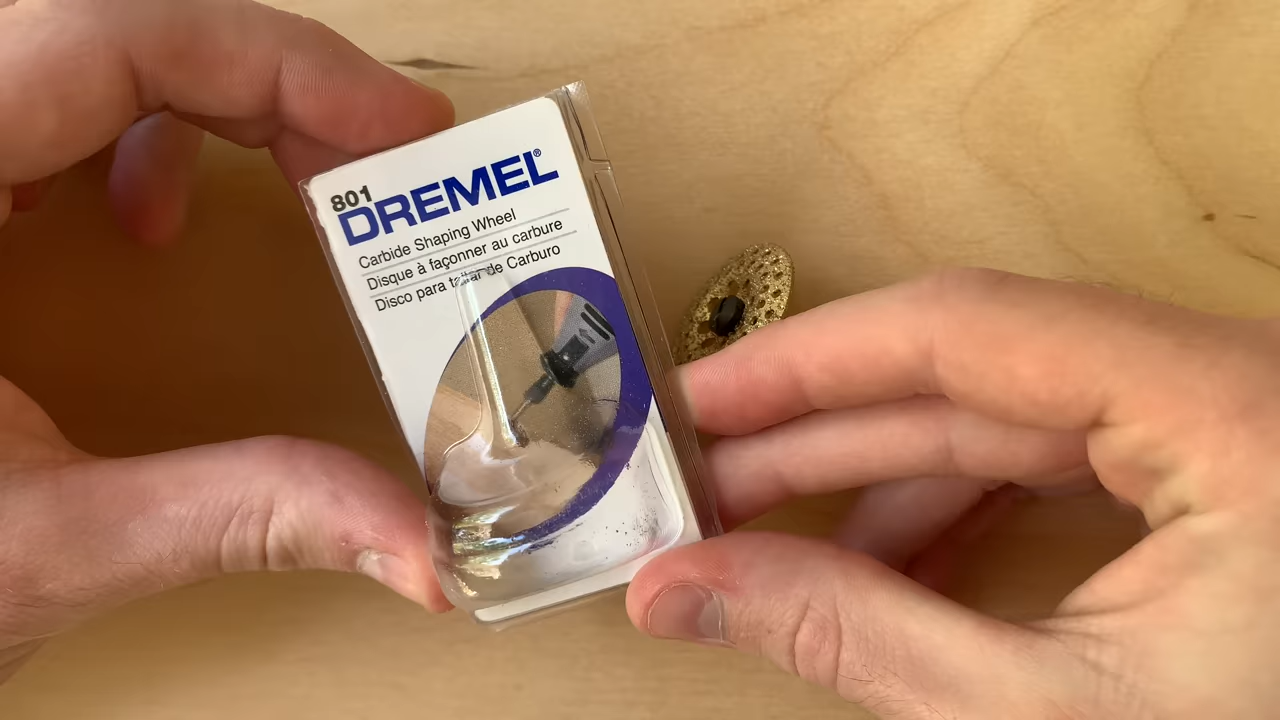 801
DREMEL®
Carbide Shaping Wheel
Disque à façonner au carbure
Disco para tallar de Carburo